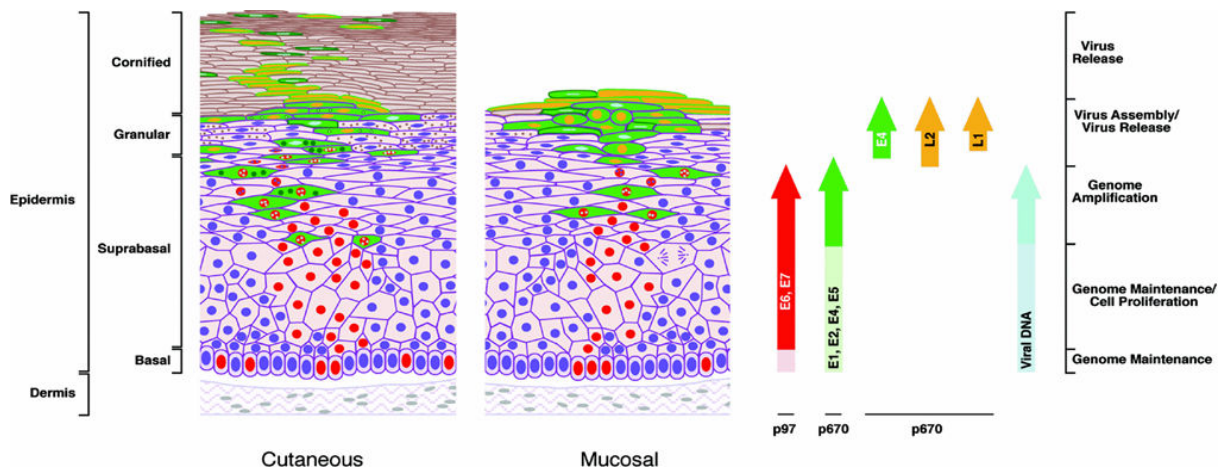 Cornified
Granular
Epidermis
Suprabasal
Basal
Dermis
Cutaneous
Mucosal
E6, E7
E1, E2, E4, E5
E4
L2
L1
Viral DNA
p97
p670
p670
Virus
Release
Virus Assembly/
Virus Release
Genome
Amplification
Genome Maintenance/
Cell Proliferation
Genome Maintenance